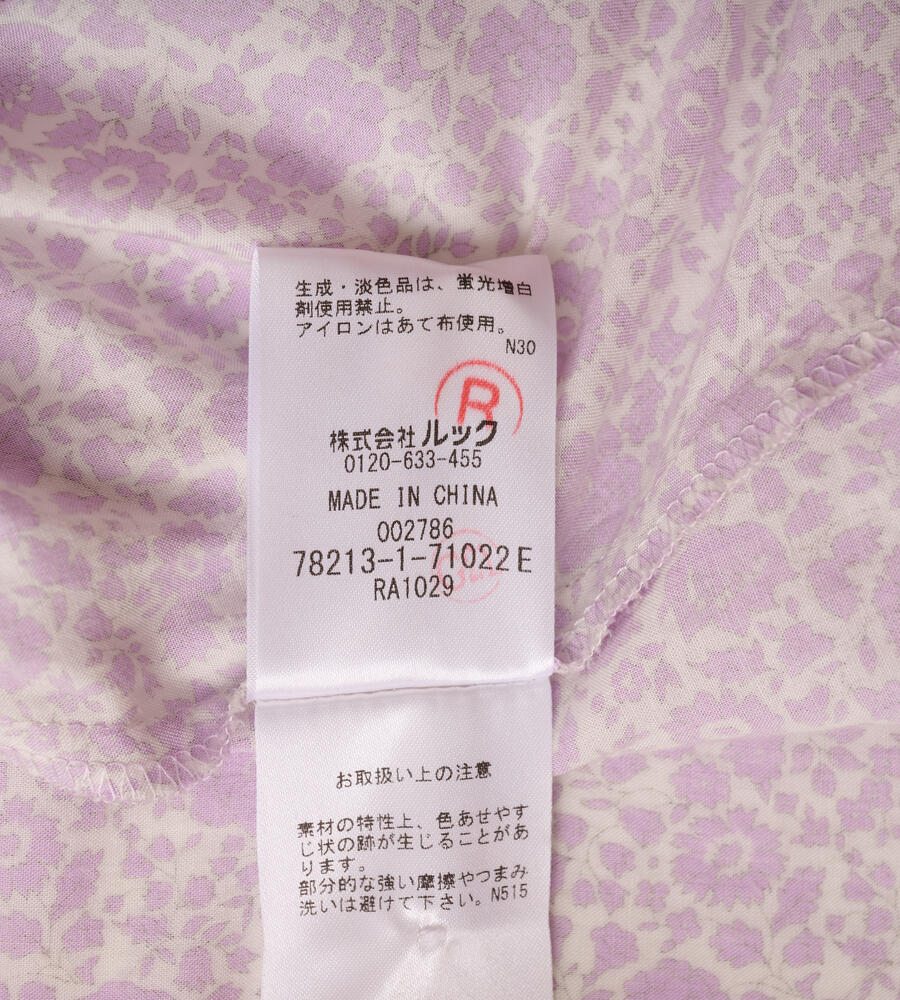 生成・淡色品は、蛍光増白
剤使用禁止。
アイロンはあて布使用。
N30
R
株式会社ルック
0120-633-455
MADE IN CHINA
002786
78213-1-71022E
RA1029
お取扱い上の注意
素材の特性上、色あせやす
じ状の跡が生じることがあ
ります。
部分的な強い摩擦やつまみ
洗いは避けて下さい。N515